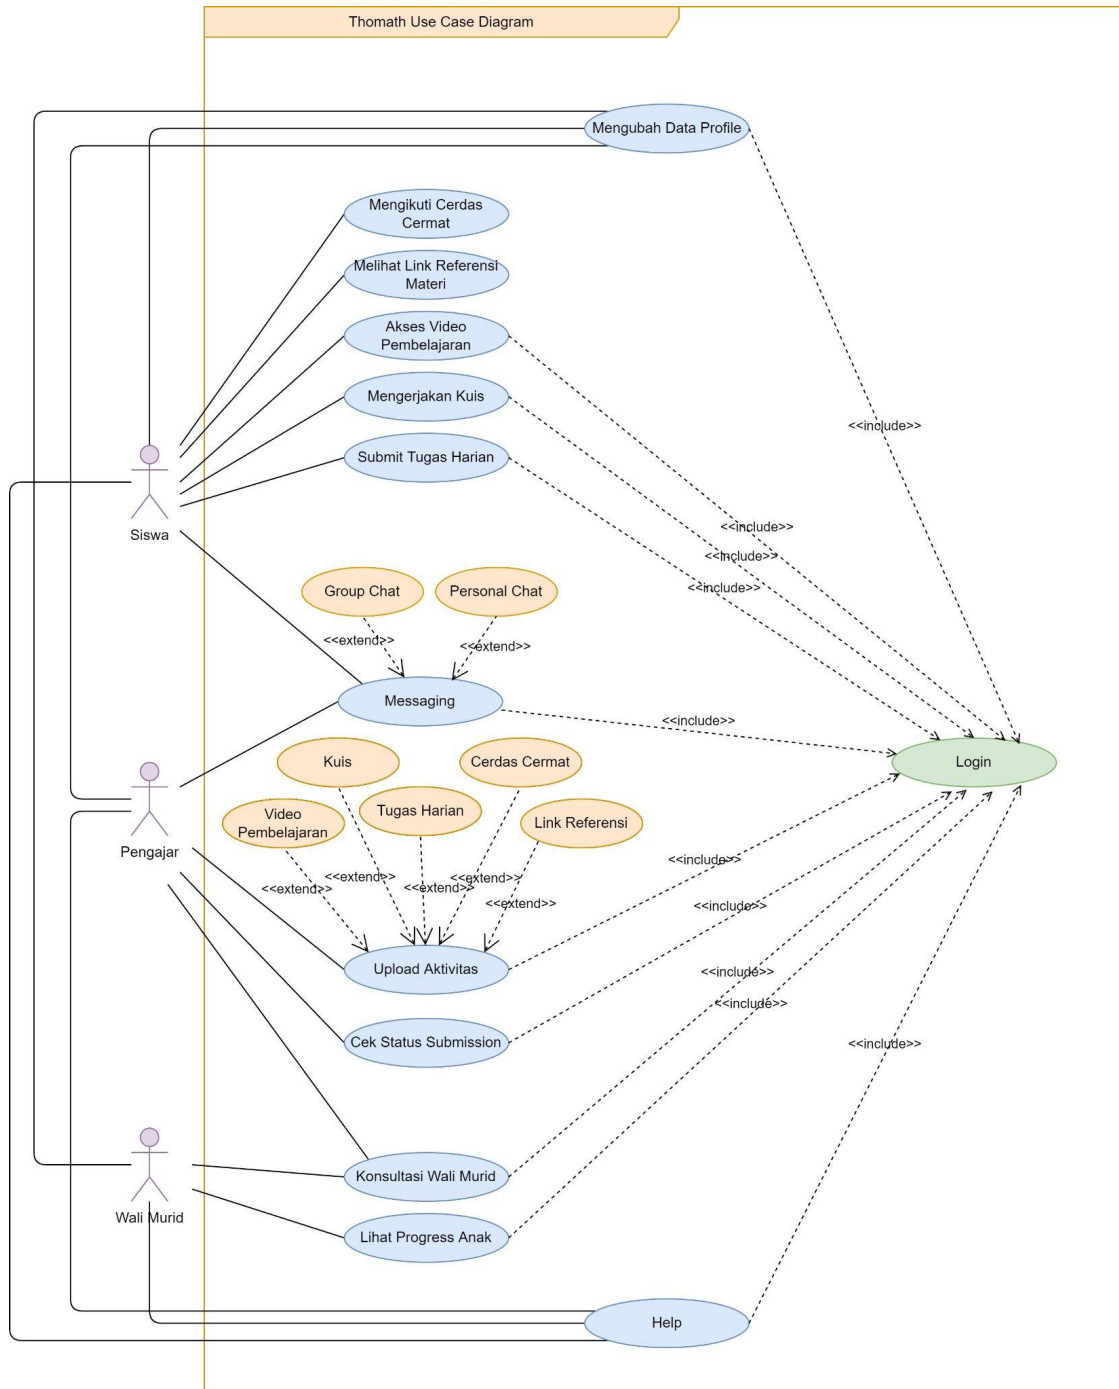 Thomath Use Case Diagram
Mengubah Data Profile
Mengikuti Cerdas
Cermat
Melihat Link Referensi
Materi
Akses Video
Pembelajaran
Mengerjakan Kuis
<<include>>
Submit Tugas Harian
Siswa
<<include>>
<<include>>
<<include>>
Group Chat
Personal Chat
<<extend>>
<<extend>>
Messaging
<<include>>
Kuis
Cerdas Cermat
Login
Video
Pembelajaran
Tugas Harian
Link Referensi
Pengajar
<<include>>
<<extend>>
<<extend>>
<<extend>>
<<extend>>
<<extend>>
<<include>>
Upload Aktivitas
<<include>>
<<include>>
Cek Status Submission
<<include>>
Konsultasi Wali Murid
Wali Murid
Lihat Progress Anak
Help